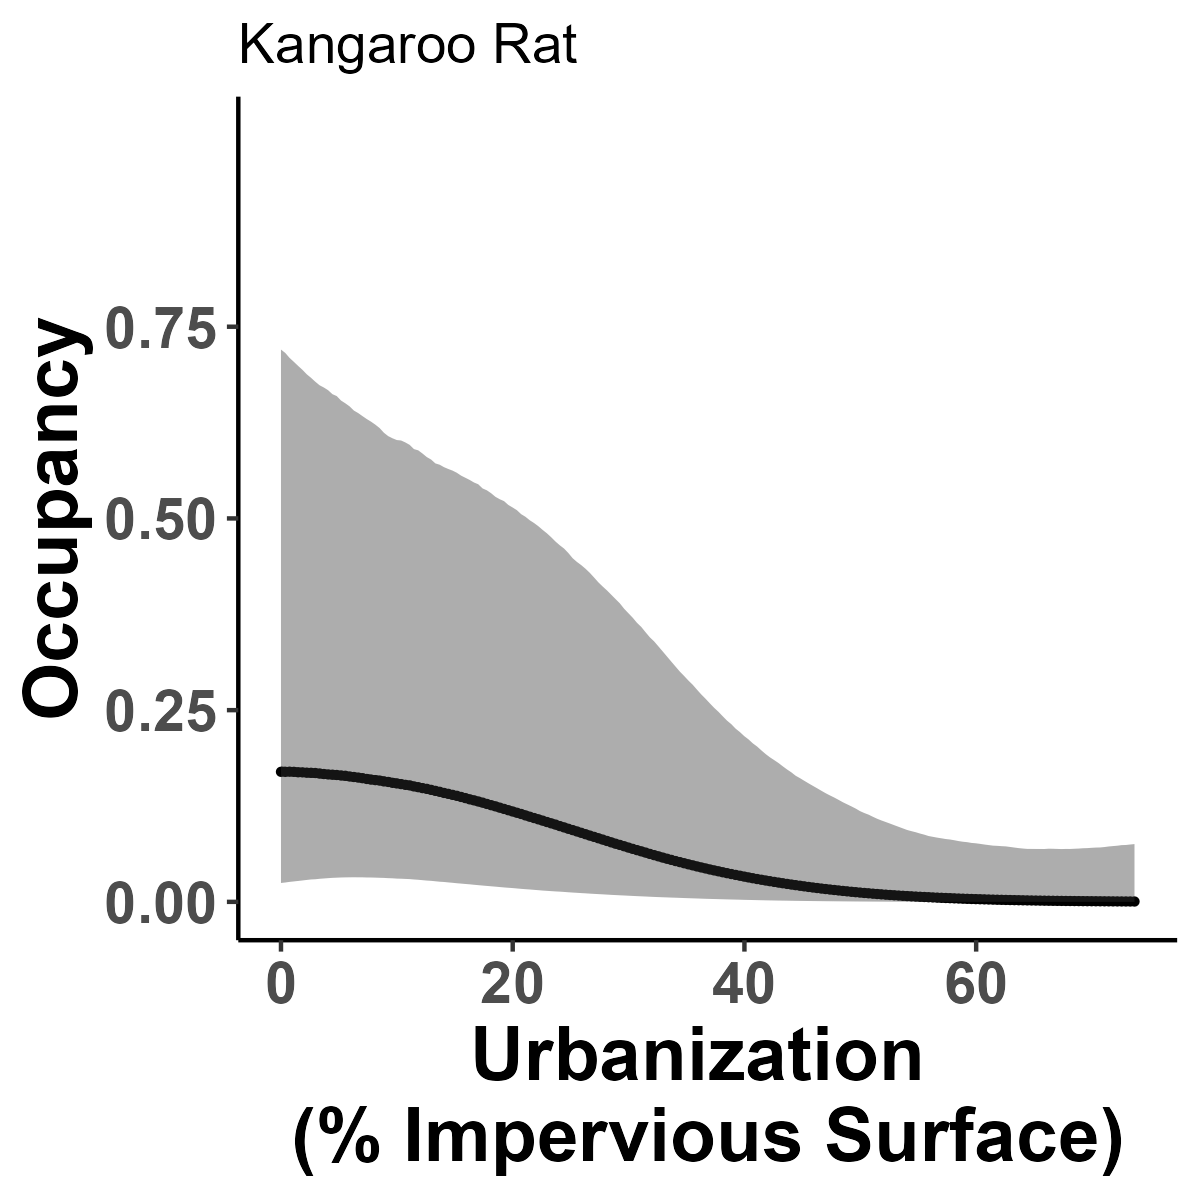 Kangaroo Rat
Occupancy
0.75
0.50
0.25
0.00
0 20 40 60
Urbanization
(% Impervious Surface)